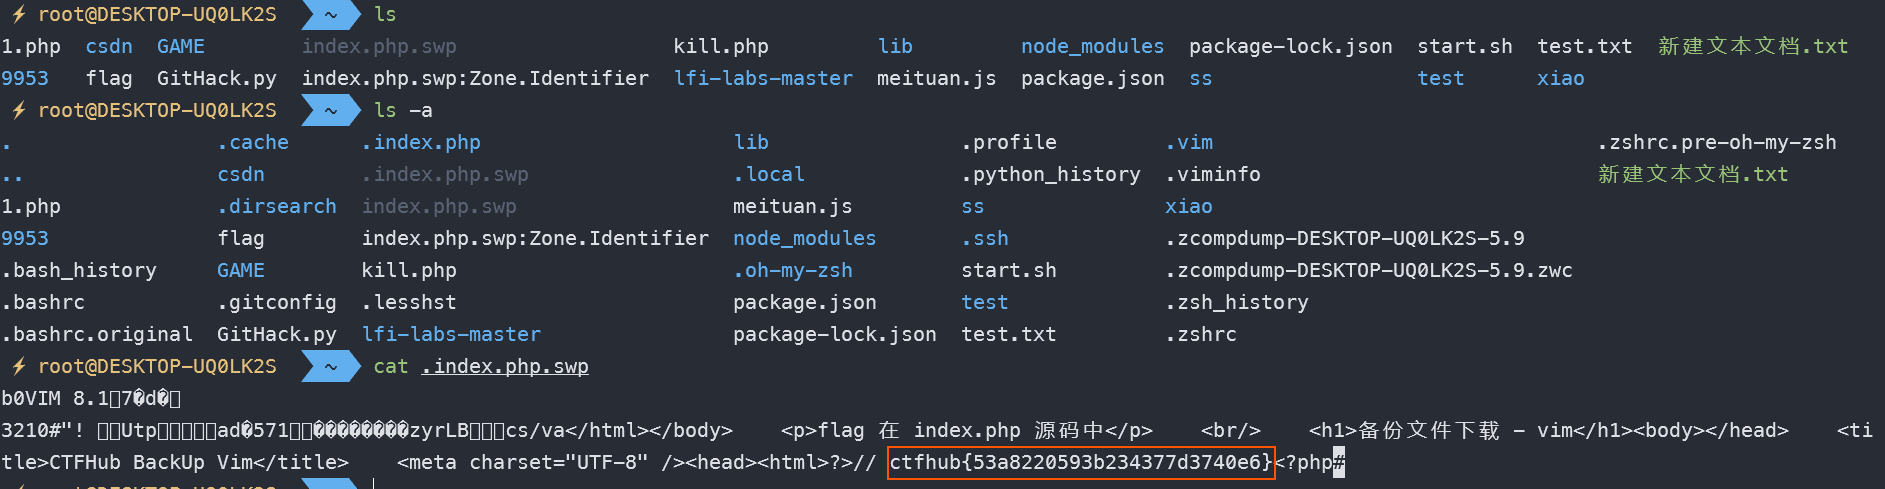 ⚡ root@DESKTOP-UQ0LK2S ~ ls
1.php csdn GAME index.php.swp kill.php lib node_modules package-lock.json start.sh test.txt 新建文本文档.txt
9953 flag GitHack.py index.php.swp:Zone.Identifier lfi-labs-master meituan.js package.json ss test xiao
⚡ root@DESKTOP-UQ0LK2S ~ ls -a
. .cache .index.php lib .profile .vim .zshrc.pre-oh-my-zsh
.. csdn .index.php.swp .local .python_history .viminfo 新建文本文档.txt
1.php .dirsearch index.php.swp meituan.js ss xiao
9953 flag index.php.swp:Zone.Identifier node_modules .ssh .zcompdump-DESKTOP-UQ0LK2S-5.9
.bash_history GAME kill.php .oh-my-zsh start.sh .zcompdump-DESKTOP-UQ0LK2S-5.9.zwc
.bashrc .gitconfig .lesshst package.json test .zsh_history
.bashrc.original GitHack.py lfi-labs-master package-lock.json test.txt .zshrc
⚡ root@DESKTOP-UQ0LK2S ~ cat .index.php.swp
b0VIM 8.1▯7�d�▯
3210#"! ▯▯Utp▯▯▯▯▯ad�571▯▯��������zyrLB▯▯▯cs/va</html></body> <p>flag 在 index.php 源码中</p> <br/> <h1>备份文件下载 - vim</h1><body></head> <ti
tle>CTFHub BackUp Vim</title> <meta charset="UTF-8" /><head><html>?>// ctfhub{53a8220593b234377d3740e6}<?php#